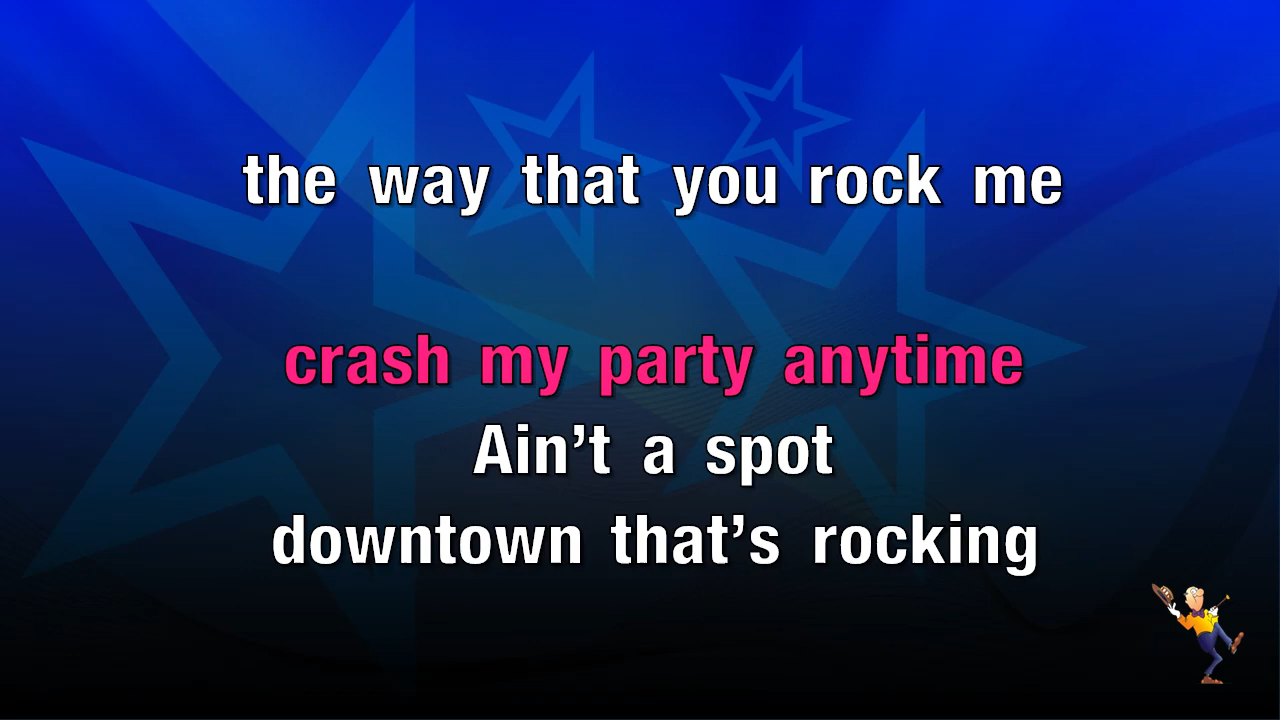 the way that you rock me
crash my party anytime
Ain’t a spot
downtown that’s rocking